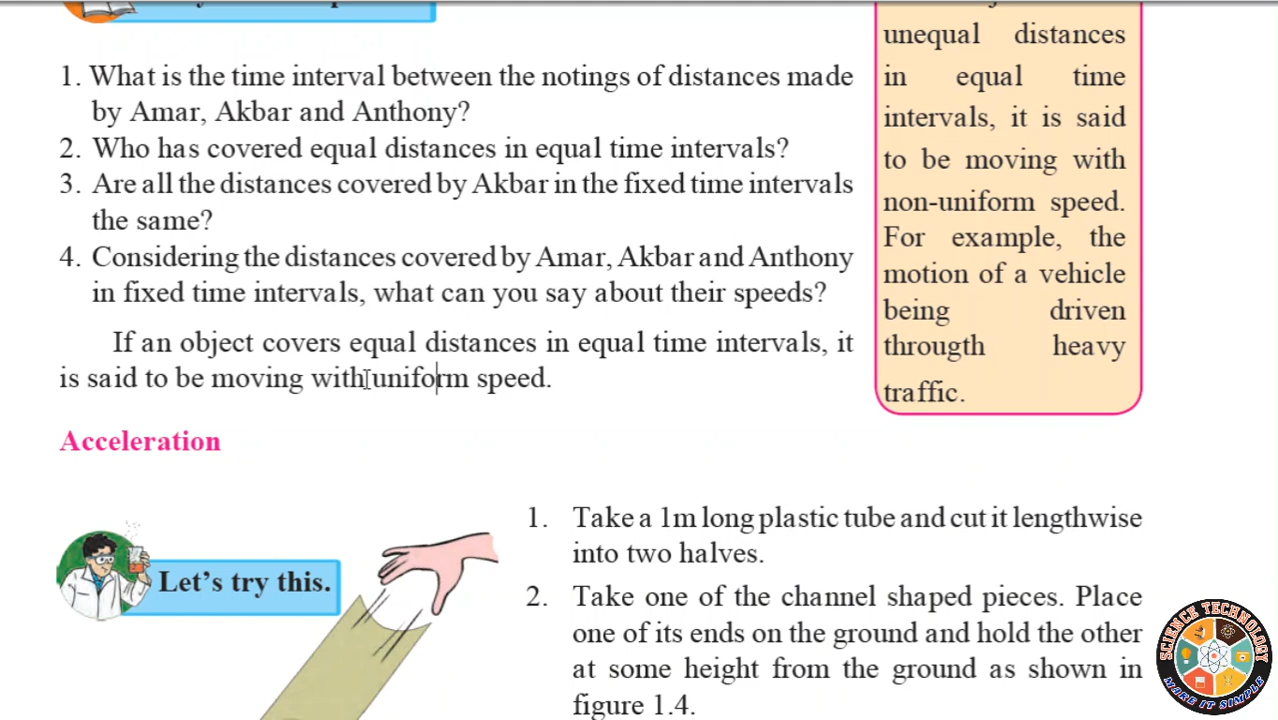 1. What is the time interval between the notings of distances made
by Amar, Akbar and Anthony?
2. Who has covered equal distances in equal time intervals?
3. Are all the distances covered by Akbar in the fixed time intervals
the same?
4. Considering the distances covered by Amar, Akbar and Anthony
in fixed time intervals, what can you say about their speeds?
If an object covers equal distances in equal time intervals, it
is said to be moving with uniform speed.
unequal distances
in equal time
intervals, it is said
to be moving with
non-uniform speed.
For example, the
motion of a vehicle
being driven
througth heavy
traffic.
Acceleration
Let's try this.
1. Take a 1m long plastic tube and cut it lengthwise
into two halves.
2. Take one of the channel shaped pieces. Place
one of its ends on the ground and hold the other
at some height from the ground as shown in
figure 1.4.
SCIENCE TECHNOLOGY
MAKE IT SIMPLE